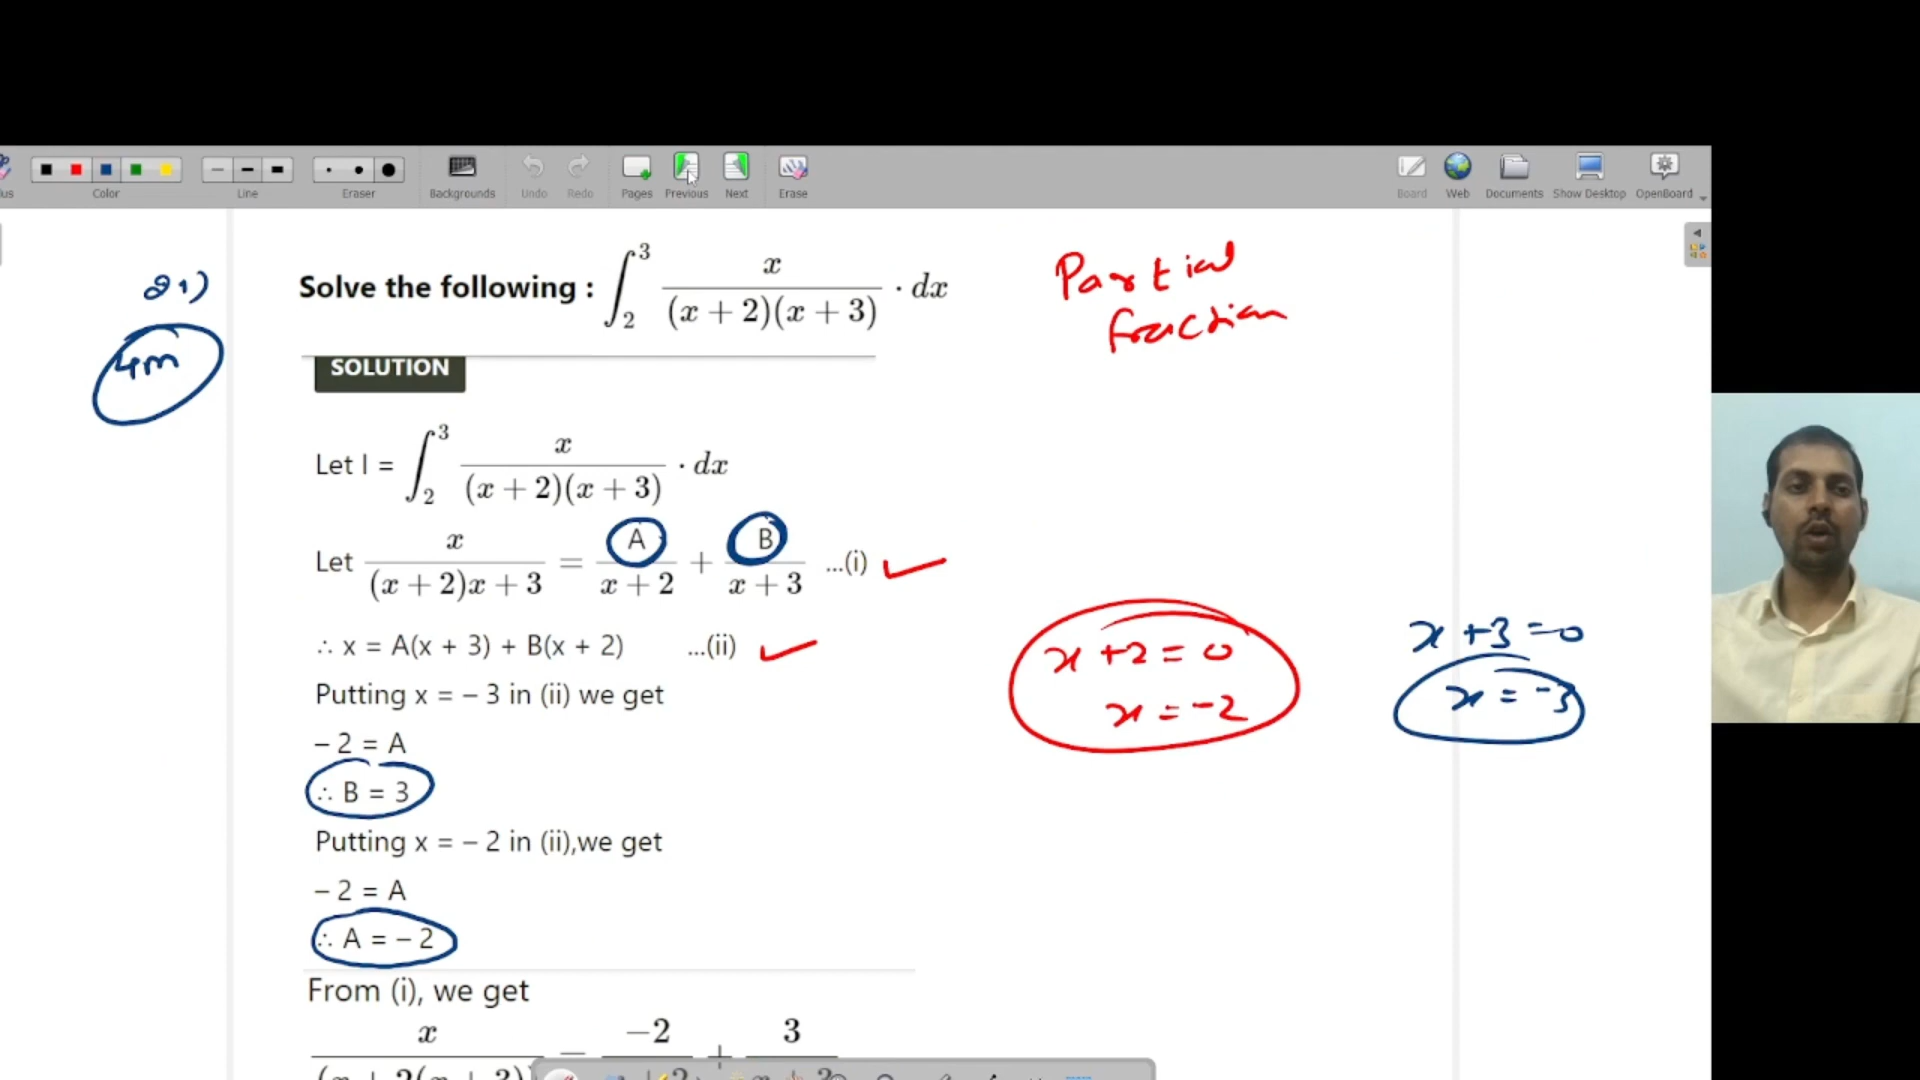 Color
Line
Eraser
Backgrounds
Undo
Redo
Pages
Previous
Next
Erase
Board
Web
Documents
Show Desktop
OpenBoard
21)
4m
Solve the following : ∫₂³ x / (x + 2)(x + 3) · dx
Partial
fraction
SOLUTION
Let I = ∫₂³ x / (x + 2)(x + 3) · dx
Let x / (x + 2)x + 3 = A / x + 2 + B / x + 3 ...(i)
∴ x = A(x + 3) + B(x + 2) ...(ii)
Putting x = – 3 in (ii) we get
– 2 = A
∴ B = 3
Putting x = – 2 in (ii),we get
– 2 = A
∴ A = – 2
x + 2 = 0
x = -2
x + 3 = 0
x = -3
From (i), we get
x −2 3